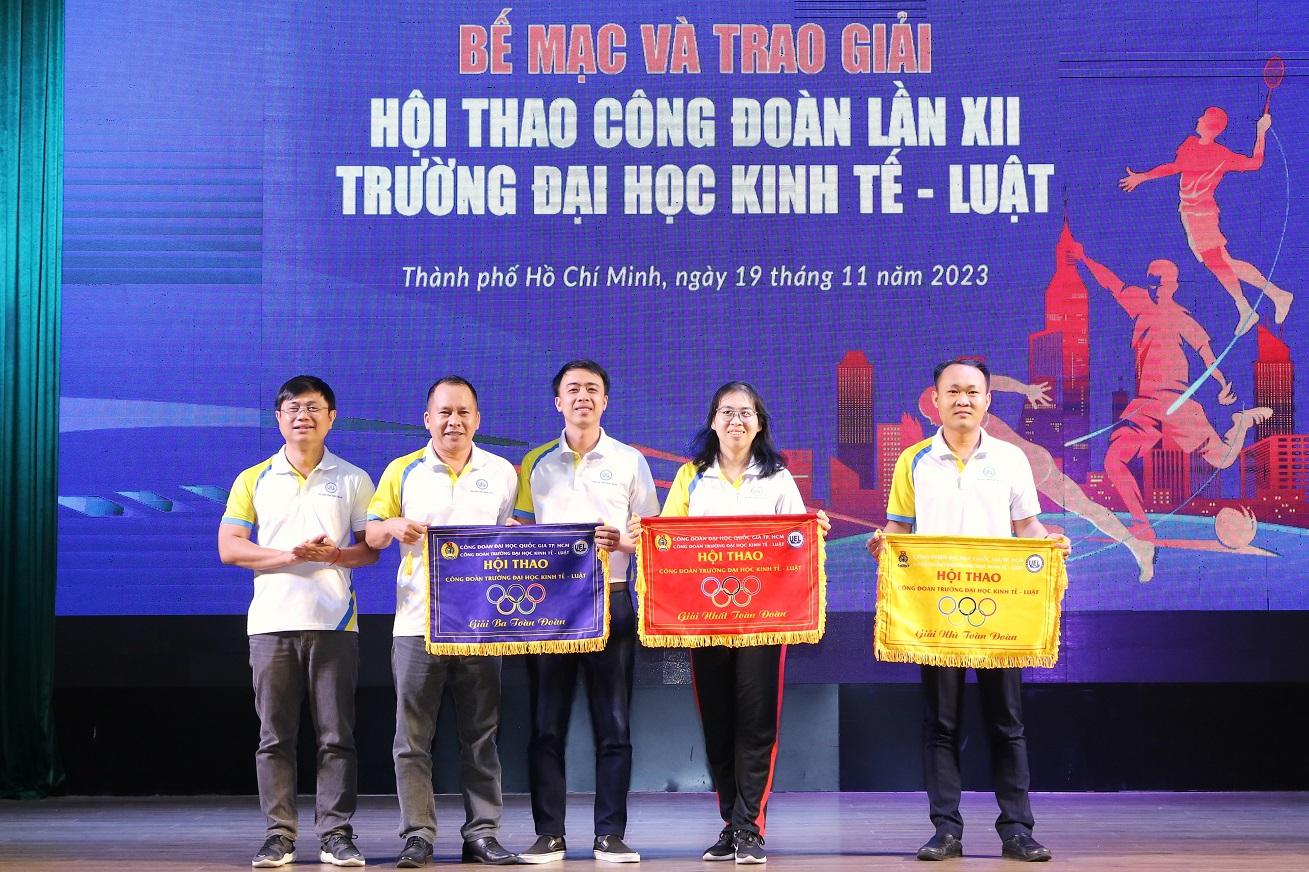 BẾ MẠC VÀ TRAO GIẢI
HỘI THAO CÔNG ĐOÀN LẦN XII
TRƯỜNG ĐẠI HỌC KINH TẾ - LUẬT
Thành phố Hồ Chí Minh, ngày 19 tháng 11 năm 2023
CÔNG ĐOÀN ĐẠI HỌC QUỐC GIA TP. HCM
CÔNG ĐOÀN TRƯỜNG ĐẠI HỌC KINH TẾ - LUẬT
HỘI THAO
CÔNG ĐOÀN TRƯỜNG ĐẠI HỌC KINH TẾ - LUẬT
Giải Ba Toàn Đoàn
CÔNG ĐOÀN ĐẠI HỌC QUỐC GIA TP. HCM
CÔNG ĐOÀN TRƯỜNG ĐẠI HỌC KINH TẾ - LUẬT
UEL
HỘI THAO
CÔNG ĐOÀN TRƯỜNG ĐẠI HỌC KINH TẾ - LUẬT
Giải Nhất Toàn Đoàn
UEL
HỘI THAO
CÔNG ĐOÀN TRƯỜNG ĐẠI HỌC KINH TẾ - LUẬT
Giải Nhì Toàn Đoàn